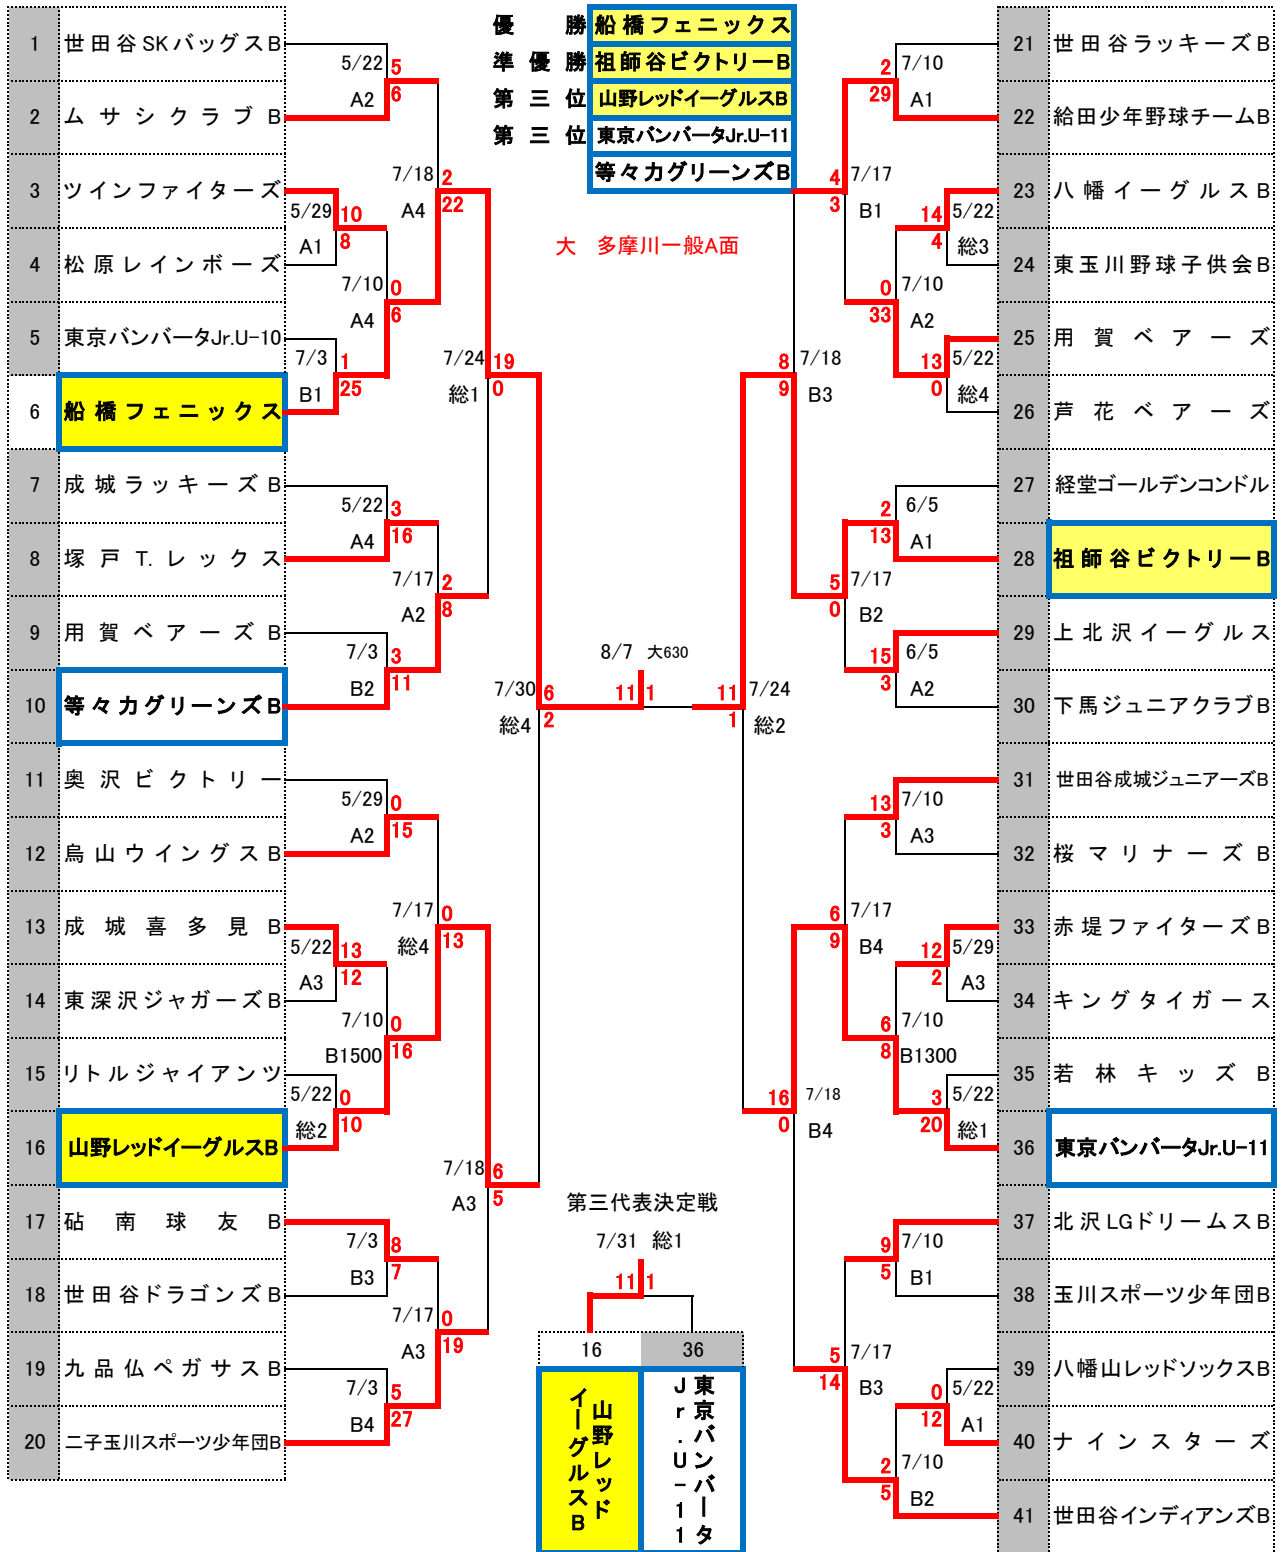 優勝 船橋フェニックス
準優勝 祖師谷ビクトリーB
第三位 山野レッドイーグルスB
第三位 東京バンバータJr.U-11
等々力グリーンズB
大 多摩川一般A面
1 世田谷SKバッグスB
5/22 5
A2 6
2 ムサシクラブB
7/18 2
A4 22
3 ツインファイターズ
5/29 10
A1 8
4 松原レインボーズ
7/10 0
A4 6
5 東京バンバータJr.U-10
7/3 1
B1 25
6 船橋フェニックス
7/24 19
総1 0
7 成城ラッキーズB
5/22 3
A4 16
8 塚戸T.レックス
7/17 2
A2 8
9 用賀ベアーズB
7/3 3
B2 11
10 等々力グリーンズB
7/30 6
総4 2
11 奥沢ビクトリー
5/29 0
A2 15
12 烏山ウイングスB
7/17 0
総4 13
13 成城喜多見B
5/22 13
A3 12
14 東深沢ジャガーズB
7/10 0
B1500 16
15 リトルジャイアンツ
5/22 0
総2 10
16 山野レッドイーグルスB
7/18 6
A3 5
17 砧南球友B
7/3 8
B3 7
18 世田谷ドラゴンズB
7/17 0
A3 19
19 九品仏ペガサスB
7/3 5
B4 27
20 二子玉川スポーツ少年団B
8/7 大630
11 1
第三代表決定戦
7/31 総1
11 1
16 36
山野レッドイーグルスB
東京バンバータJr.U-11
21 世田谷ラッキーズB
2 7/10
29 A1
22 給田少年野球チームB
4 7/17
3 B1
23 八幡イーグルスB
14 5/22
4 総3
24 東玉川野球子供会B
0 7/10
33 A2
25 用賀ベアーズ
13 5/22
0 総4
26 芦花ベアーズ
8 7/18
9 B3
27 経堂ゴールデンコンドル
2 6/5
13 A1
28 祖師谷ビクトリーB
5 7/17
0 B2
29 上北沢イーグルス
15 6/5
3 A2
30 下馬ジュニアクラブB
11 7/24
1 総2
31 世田谷成城ジュニアーズB
13 7/10
3 A3
32 桜マリナーズB
6 7/17
9 B4
33 赤堤ファイターズB
12 5/29
2 A3
34 キングタイガース
6 7/10
8 B1300
35 若林キッズB
3 5/22
20 総1
36 東京バンバータJr.U-11
16 7/18
0 B4
37 北沢LGドリームスB
9 7/10
5 B1
38 玉川スポーツ少年団B
5 7/17
14 B3
39 八幡山レッドソックスB
0 5/22
12 A1
40 ナインスターズ
2 7/10
5 B2
41 世田谷インディアンズB